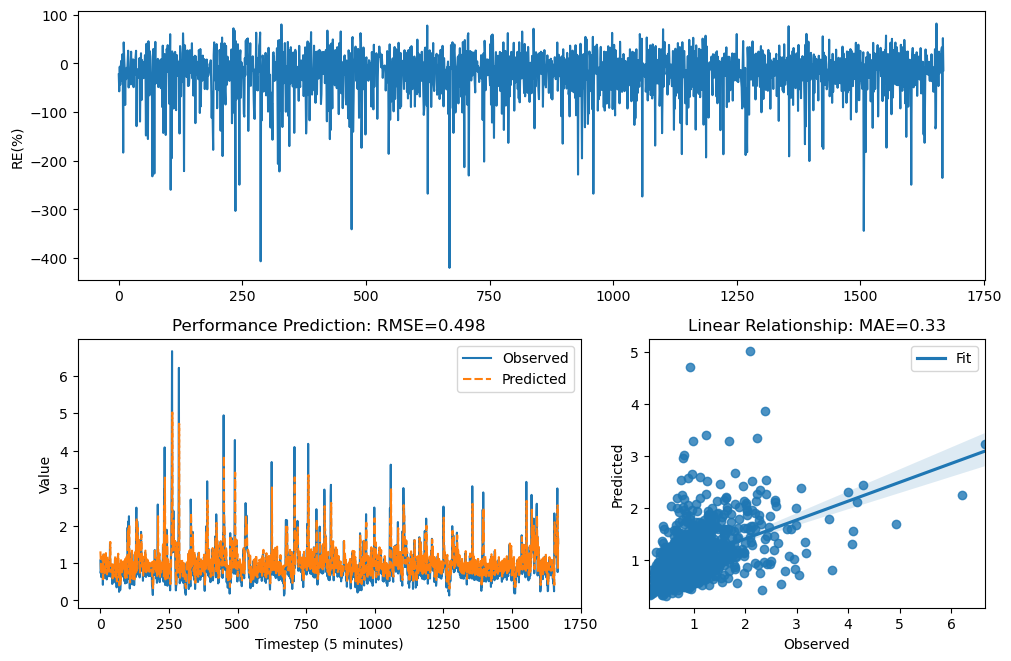 100
0
−100
−200
−300
−400
RE(%)
0 250 500 750 1000 1250 1500 1750
Performance Prediction: RMSE=0.498
Observed
Predicted
6
5
4
3
2
1
0
Value
0 250 500 750 1000 1250 1500 1750
Timestep (5 minutes)
Linear Relationship: MAE=0.33
Fit
5
4
3
2
1
Predicted
1 2 3 4 5 6
Observed